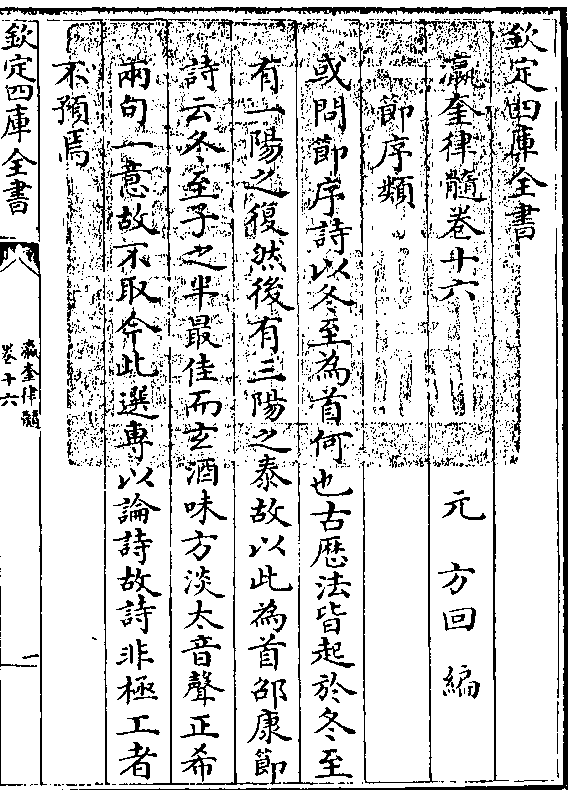 欽定四庫全書
瀛奎律髓卷十六
元 方回 編
節序類
或問節序詩以冬至為首何也古厯法皆起於冬至
有一陽之復然後有三陽之泰故以此為首邵康節
詩云冬至子之半最佳而玄酒味方淡太音聲正希
兩句一意故不取今此選專以論詩故詩非極工者
不預焉
欽定四庫全書
瀛奎律髓
卷十六
一